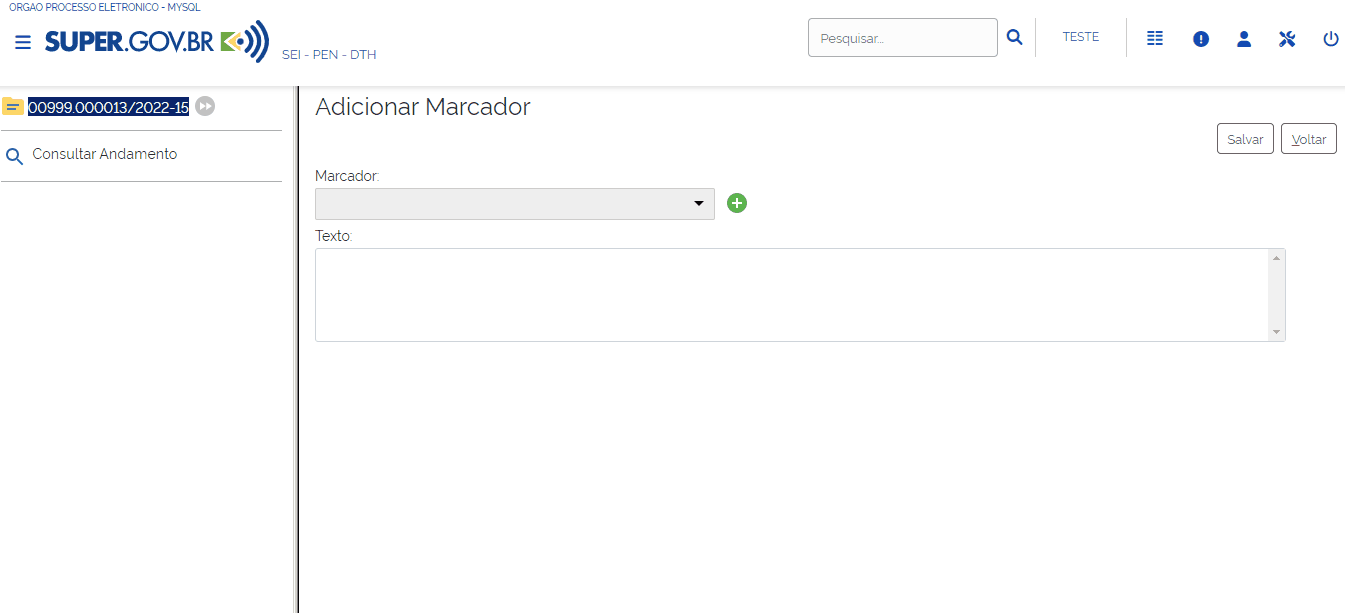 ORGAO PROCESSO ELETRONICO - MYSQL
SUPER.GOV.BR
SEI - PEN - DTH
Pesquisar...
TESTE
00999.000013/2022-15
Consultar Andamento
Adicionar Marcador
Salvar
Voltar
Marcador:
Texto: